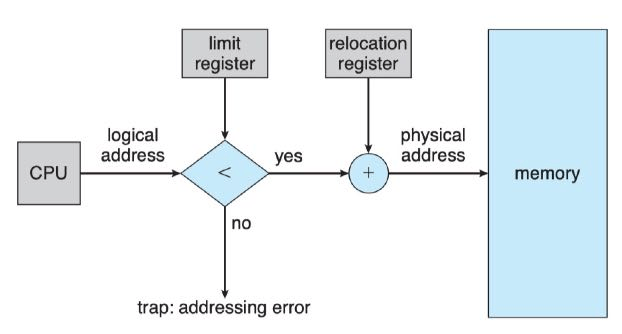 limit
register
relocation
register
logical
address
physical
address
CPU
<
yes
+
memory
no
trap: addressing error